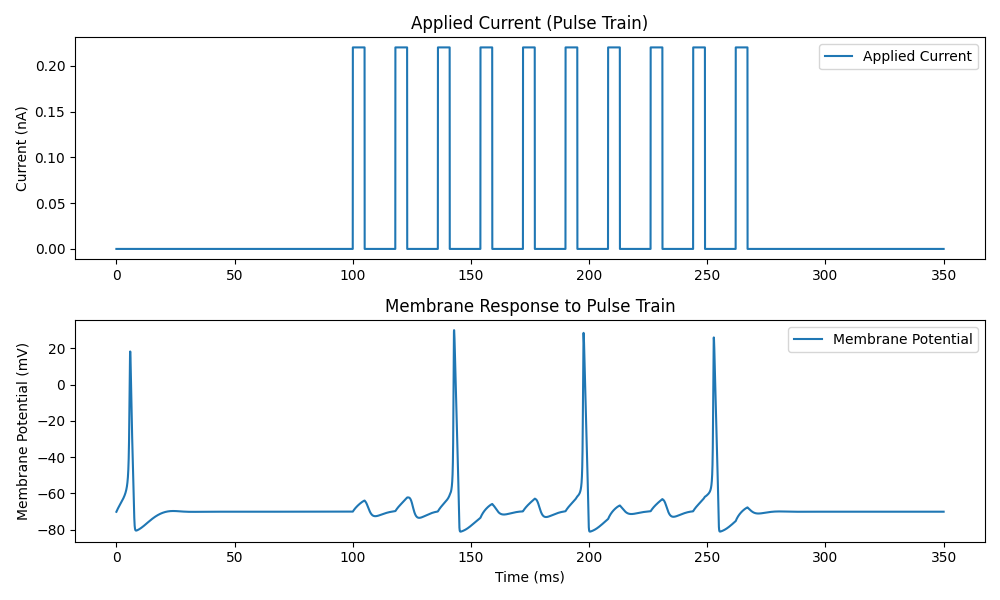 Applied Current (Pulse Train)
Current (nA)
0.20
0.15
0.10
0.05
0.00
Applied Current
0 50 100 150 200 250 300 350
Membrane Response to Pulse Train
Membrane Potential (mV)
20
0
−20
−40
−60
−80
Membrane Potential
0 50 100 150 200 250 300 350
Time (ms)